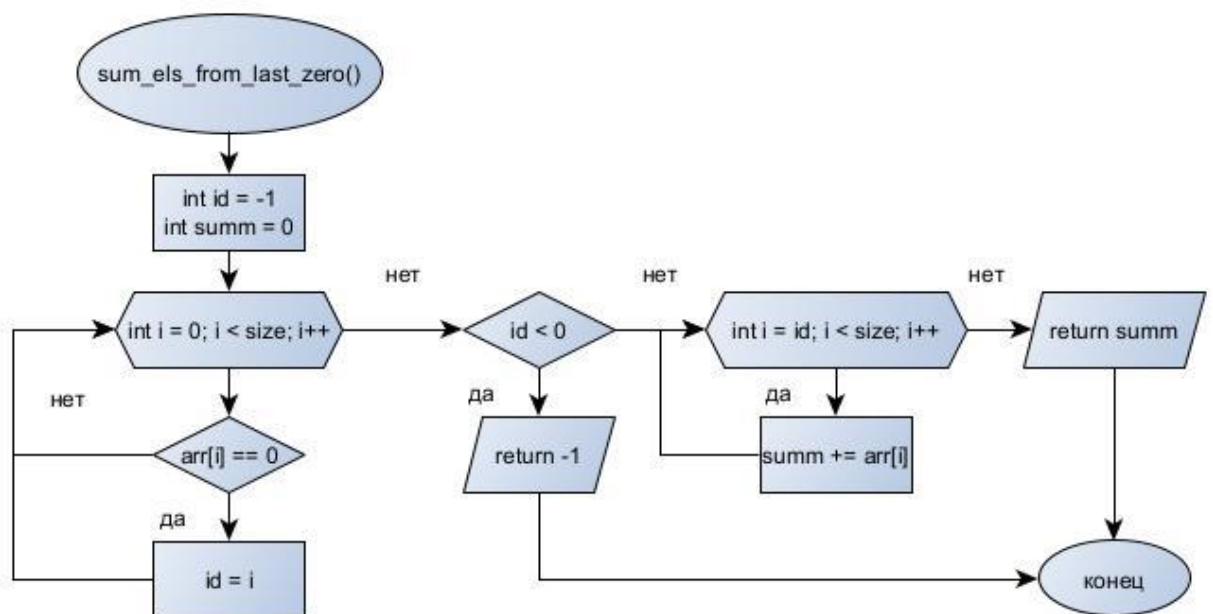 sum_els_from_last_zero()
int id = -1
int summ = 0
нет
нет
нет
int i = 0; i < size; i++
id < 0
int i = id; i < size; i++
return summ
нет
да
да
arr[i] == 0
return -1
summ += arr[i]
да
id = i
конец